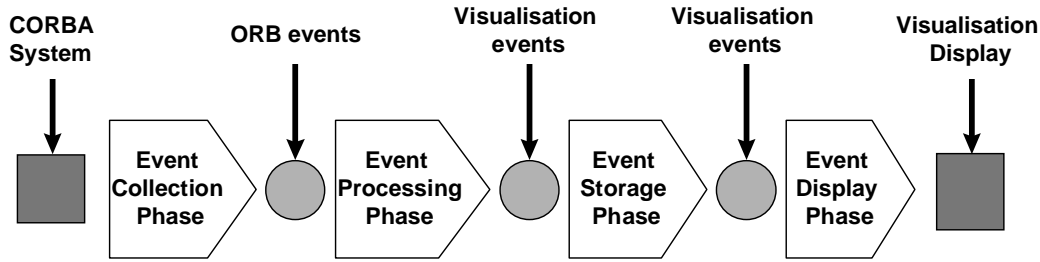 CORBA
System
ORB events
Visualisation
events
Visualisation
events
Visualisation
Display
Event
Collection
Phase
Event
Processing
Phase
Event
Storage
Phase
Event
Display
Phase